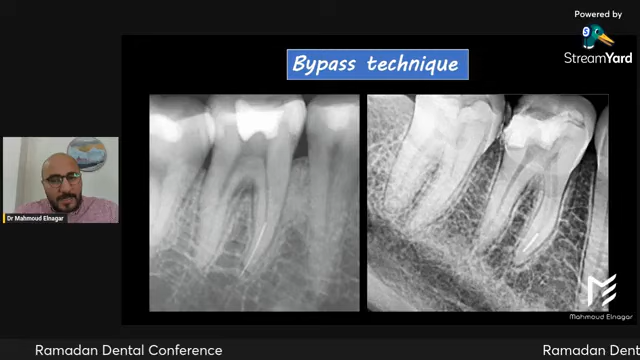 Powered by
S
StreamYard
Bypass technique
Dr Mahmoud Elnagar
Mahmoud Elnagar
Ramadan Dental Conference
Ramadan Dent